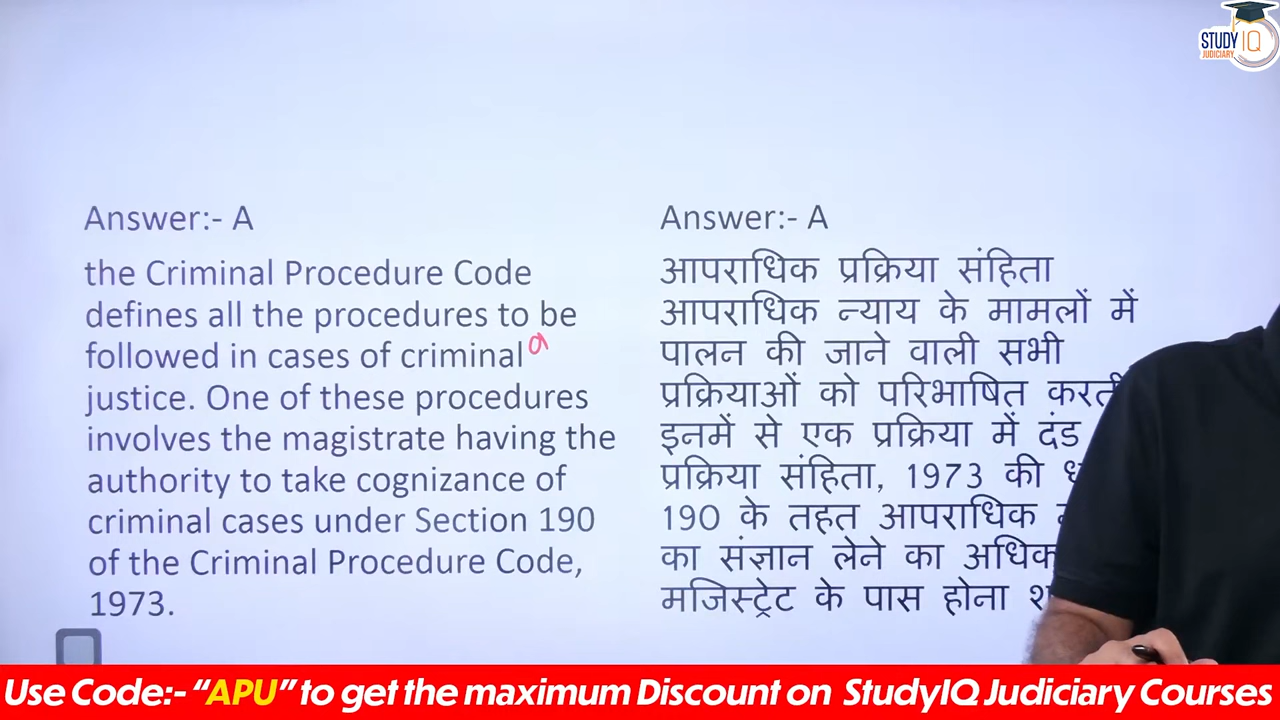 STUDY IQ
JUDICIARY
Answer:- A
the Criminal Procedure Code
defines all the procedures to be
followed in cases of criminal a
justice. One of these procedures
involves the magistrate having the
authority to take cognizance of
criminal cases under Section 190
of the Criminal Procedure Code,
1973.
Answer:- A
आपराधिक प्रक्रिया संहिता
आपराधिक न्याय के मामलों में
पालन की जाने वाली सभी
प्रक्रियाओं को परिभाषित
इनमें से एक प्रक्रिया में दंड
प्रक्रिया संहिता, 1973 की
190 के तहत आपराधिक
का संज्ञान लेने का
मजिस्ट्रेट के पास होना
Use Code:- “APU” to get the maximum Discount on StudyIQ Judiciary Courses